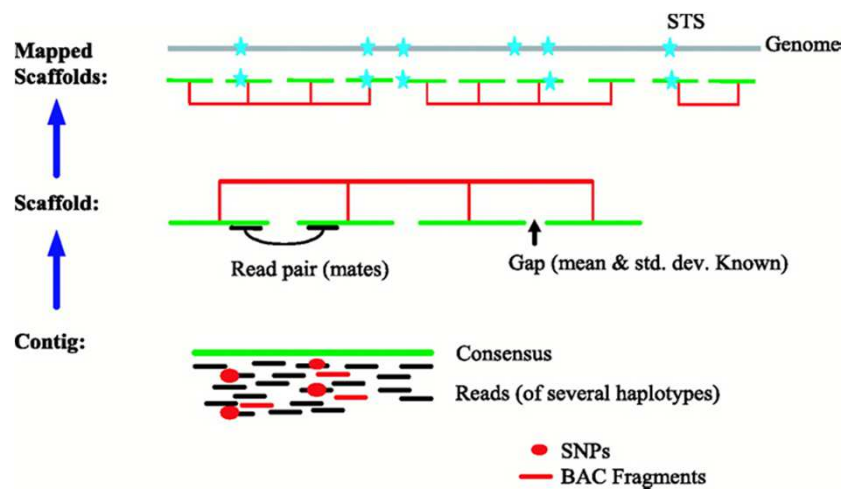 STS
Genome
Mapped
Scaffolds:
Scaffold:
Read pair (mates)
Gap (mean & std. dev. Known)
Contig:
Consensus
Reads (of several haplotypes)
SNPs
BAC Fragments